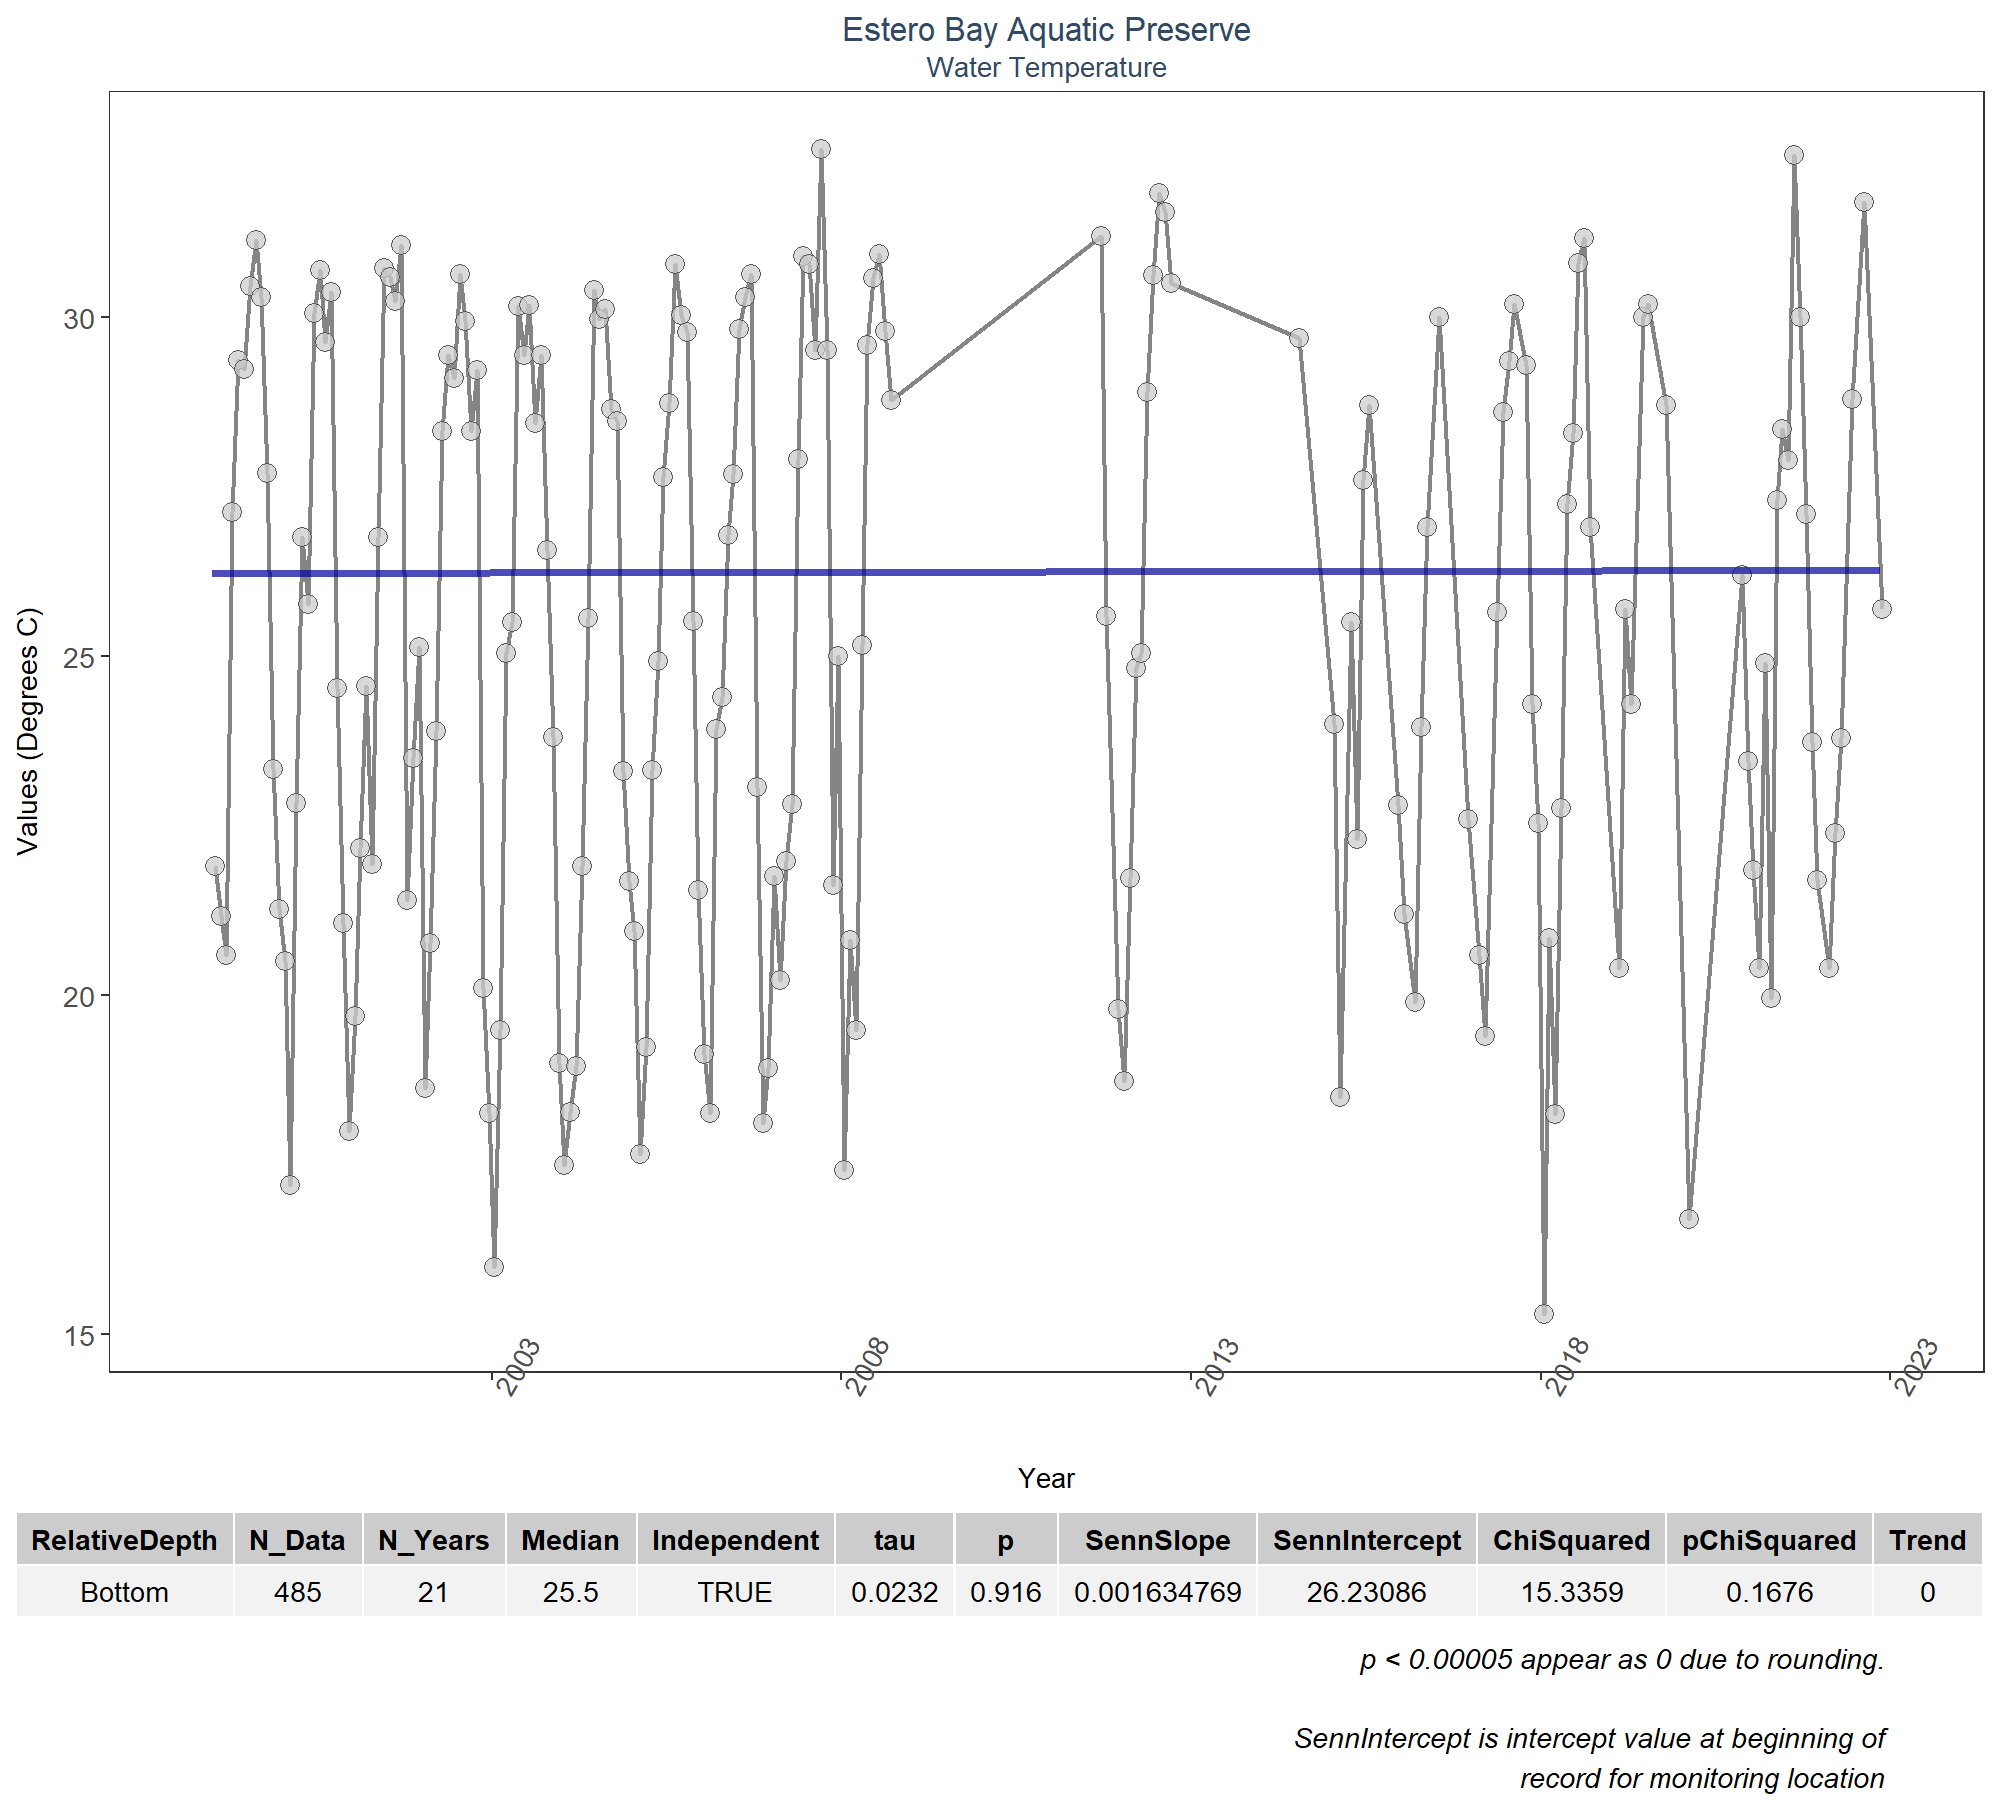 Estero Bay Aquatic Preserve
Water Temperature
Values (Degrees C)
30
25
20
15
2003
2008
2013
2018
2023
Year
RelativeDepth N_Data N_Years Median Independent tau p SennSlope SennIntercept ChiSquared pChiSquared Trend
Bottom 485 21 25.5 TRUE 0.0232 0.916 0.001634769 26.23086 15.3359 0.1676 0
p < 0.00005 appear as 0 due to rounding.
SennIntercept is intercept value at beginning of
record for monitoring location